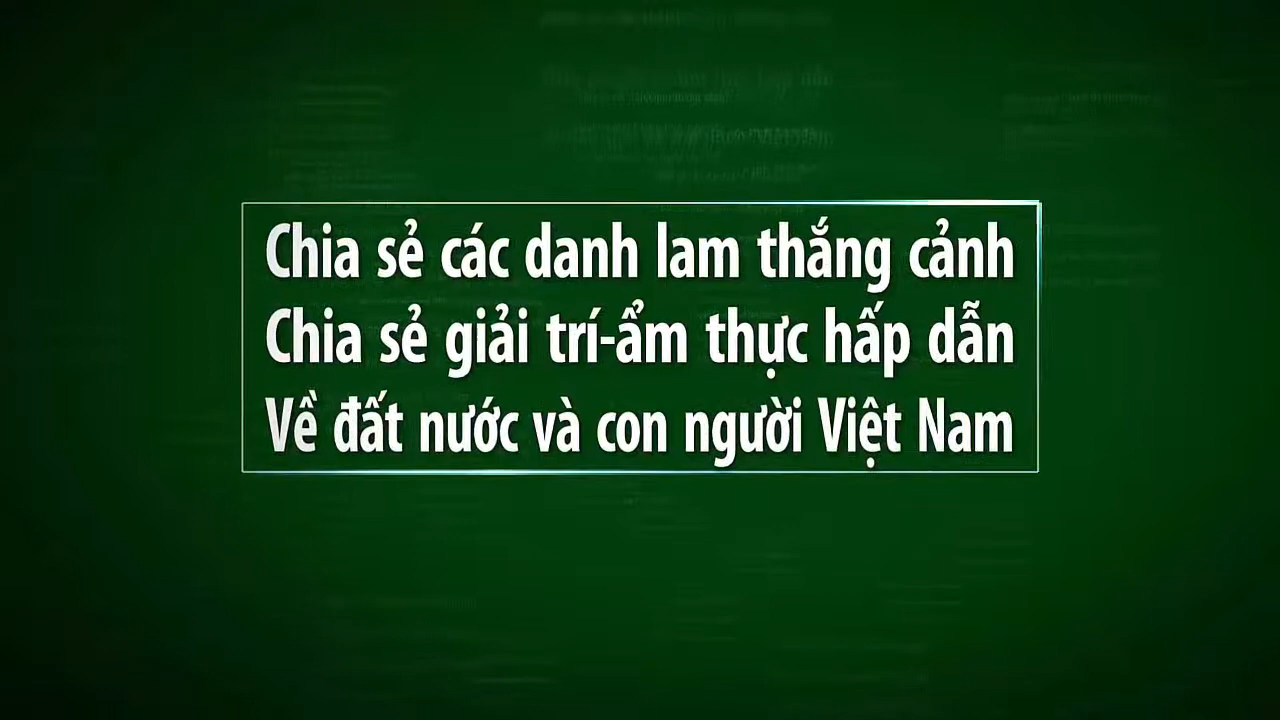 Chia sẻ các danh lam thắng cảnh
Chia sẻ giải trí-ẩm thực hấp dẫn
Về đất nước và con người Việt Nam